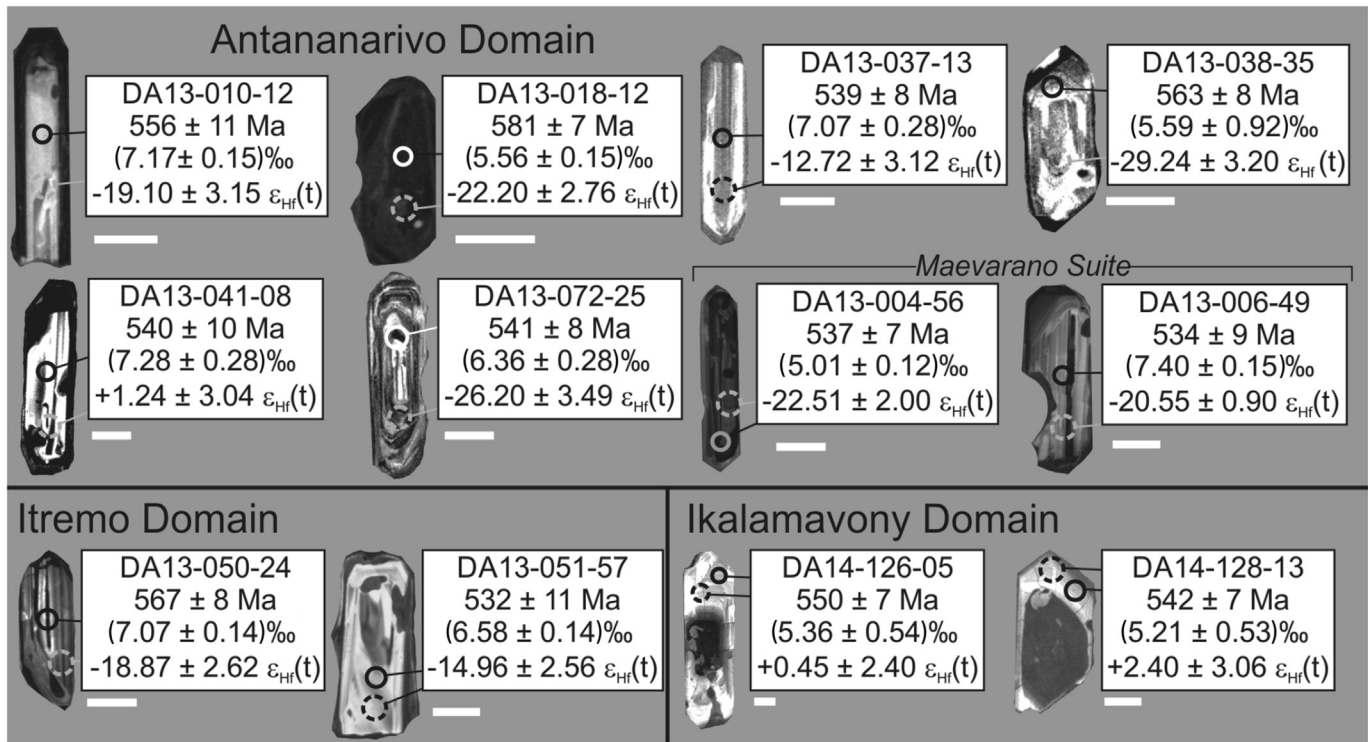 Antananarivo Domain
DA13-010-12
556 ± 11 Ma
(7.17± 0.15)‰
-19.10 ± 3.15 εHf(t)
DA13-018-12
581 ± 7 Ma
(5.56 ± 0.15)‰
-22.20 ± 2.76 εHf(t)
DA13-037-13
539 ± 8 Ma
(7.07 ± 0.28)‰
-12.72 ± 3.12 εHf(t)
DA13-038-35
563 ± 8 Ma
(5.59 ± 0.92)‰
-29.24 ± 3.20 εHf(t)
DA13-041-08
540 ± 10 Ma
(7.28 ± 0.28)‰
+1.24 ± 3.04 εHf(t)
DA13-072-25
541 ± 8 Ma
(6.36 ± 0.28)‰
-26.20 ± 3.49 εHf(t)
Maevarano Suite
DA13-004-56
537 ± 7 Ma
(5.01 ± 0.12)‰
-22.51 ± 2.00 εHf(t)
DA13-006-49
534 ± 9 Ma
(7.40 ± 0.15)‰
-20.55 ± 0.90 εHf(t)
Itremo Domain
DA13-050-24
567 ± 8 Ma
(7.07 ± 0.14)‰
-18.87 ± 2.62 εHf(t)
DA13-051-57
532 ± 11 Ma
(6.58 ± 0.14)‰
-14.96 ± 2.56 εHf(t)
Ikalamavony Domain
DA14-126-05
550 ± 7 Ma
(5.36 ± 0.54)‰
+0.45 ± 2.40 εHf(t)
DA14-128-13
542 ± 7 Ma
(5.21 ± 0.53)‰
+2.40 ± 3.06 εHf(t)